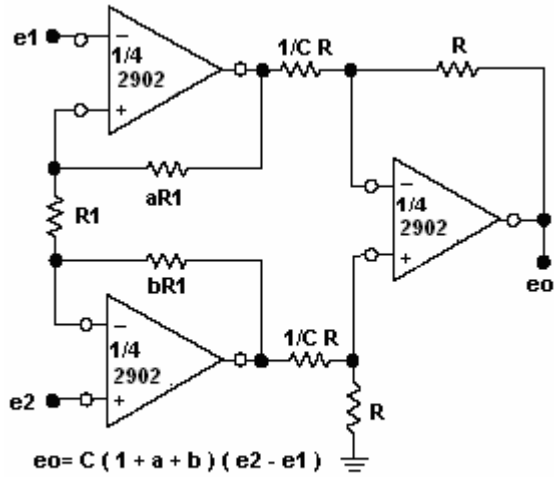 e1
−
1/4
2902
+
1/C R
R
aR1
R1
bR1
−
1/4
2902
+
eo
−
1/4
2902
+
e2
1/C R
R
eo= C ( 1 + a + b ) ( e2 - e1 )